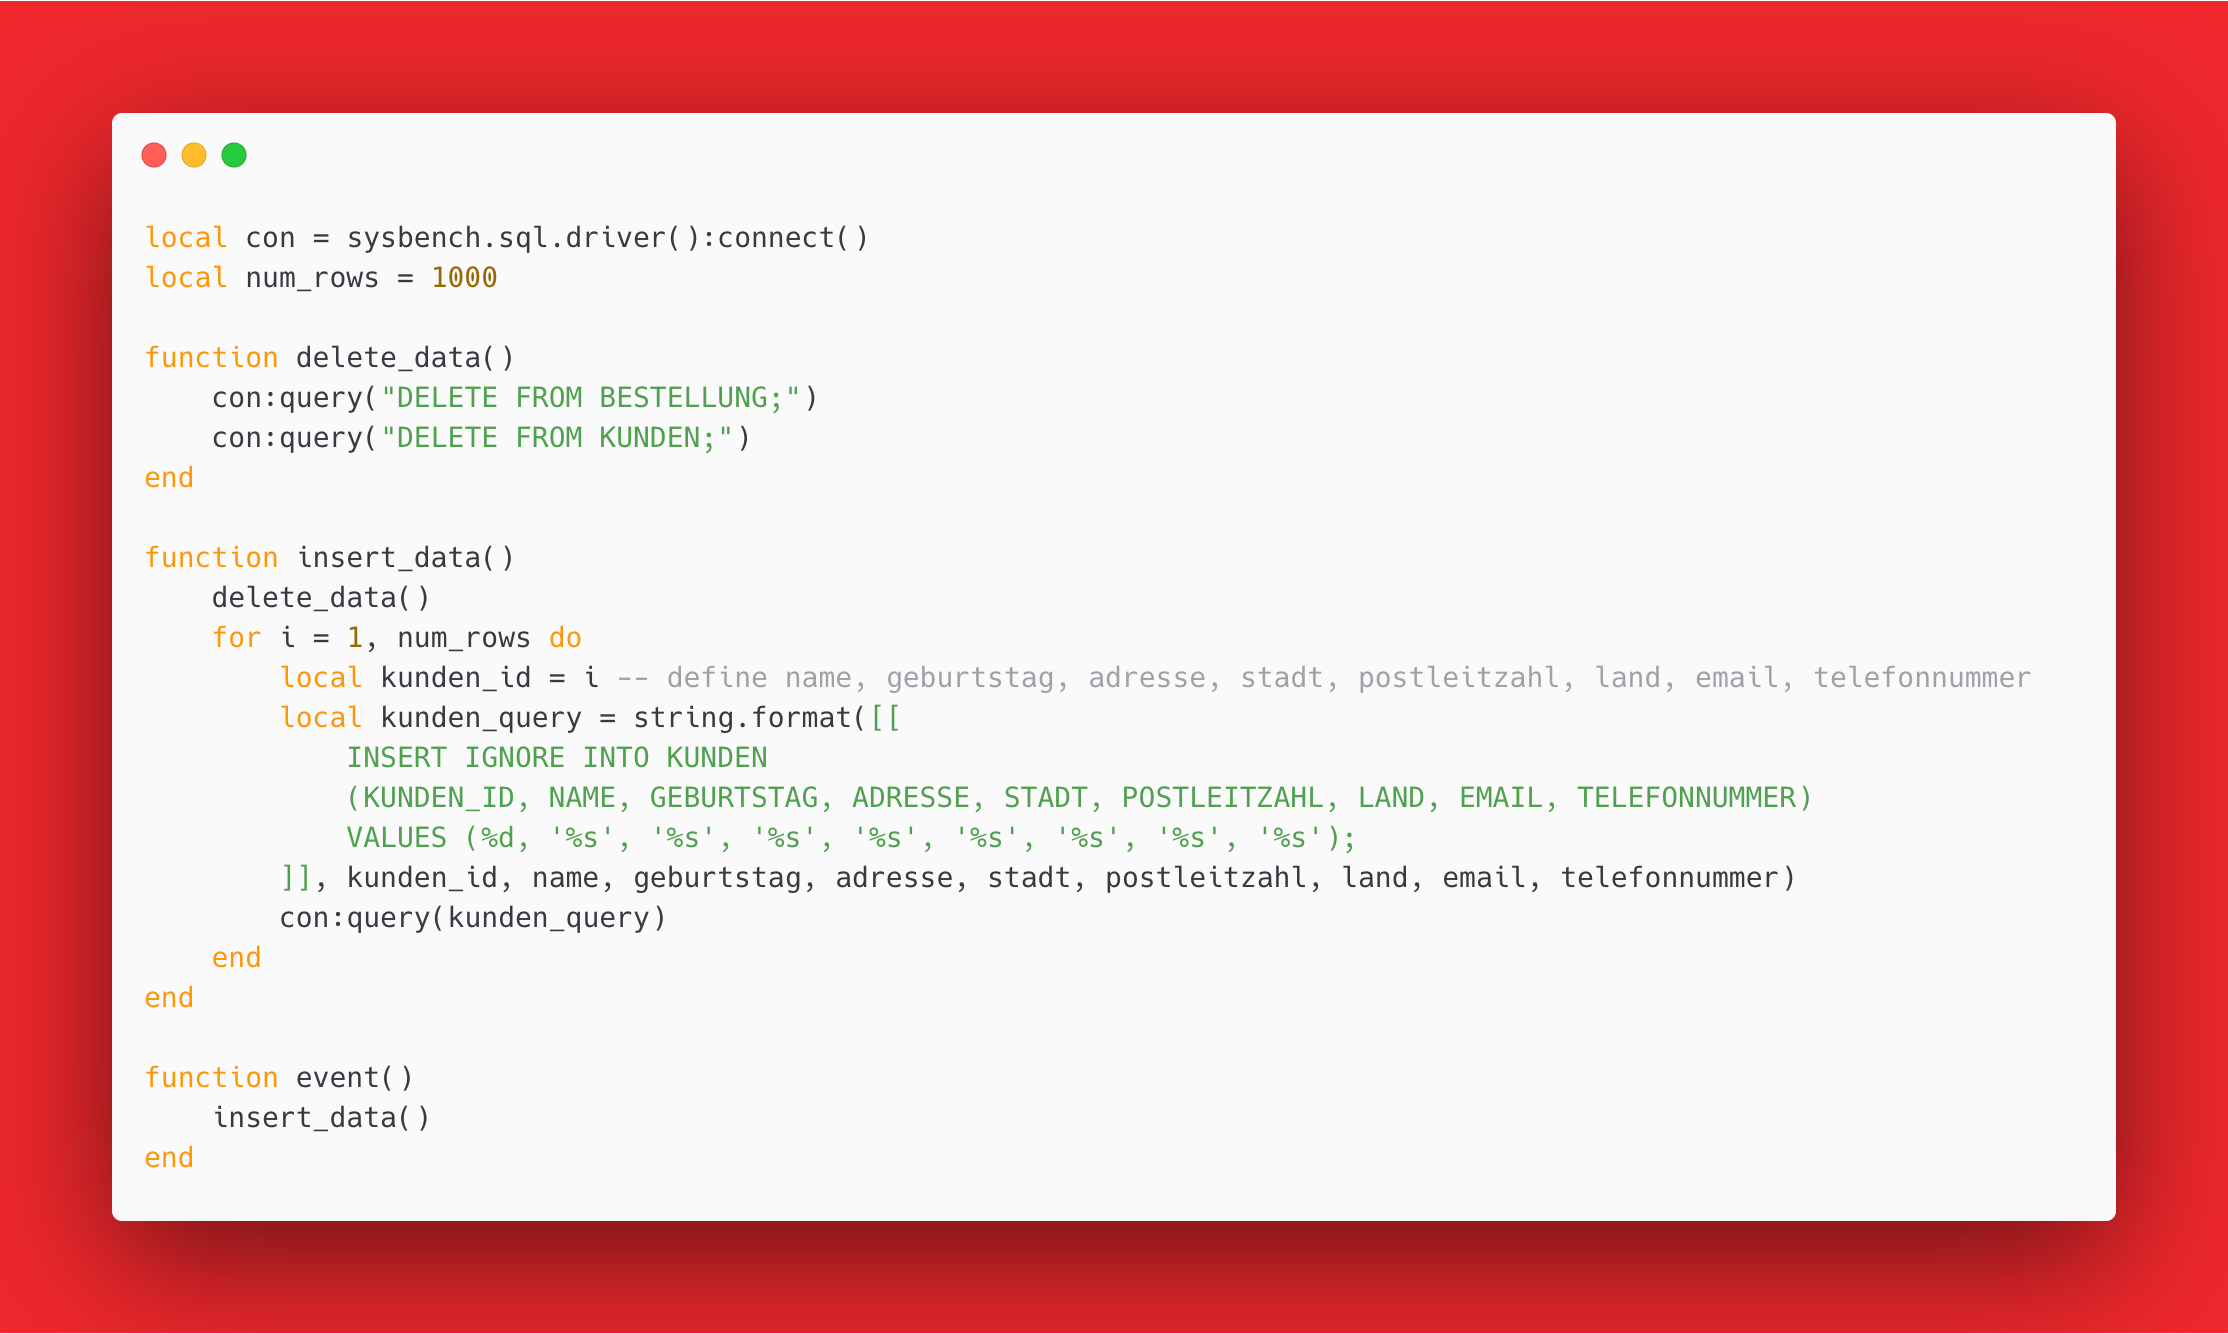 local con = sysbench.sql.driver():connect()
local num_rows = 1000

function delete_data()
    con:query("DELETE FROM BESTELLUNG;")
    con:query("DELETE FROM KUNDEN;")
end

function insert_data()
    delete_data()
    for i = 1, num_rows do
        local kunden_id = i -- define name, geburtstag, adresse, stadt, postleitzahl, land, email, telefonnummer
        local kunden_query = string.format([[
            INSERT IGNORE INTO KUNDEN
            (KUNDEN_ID, NAME, GEBURTSTAG, ADRESSE, STADT, POSTLEITZAHL, LAND, EMAIL, TELEFONNUMMER)
            VALUES (%d, '%s', '%s', '%s', '%s', '%s', '%s', '%s', '%s');
        ]], kunden_id, name, geburtstag, adresse, stadt, postleitzahl, land, email, telefonnummer)
        con:query(kunden_query)
    end
end

function event()
    insert_data()
end